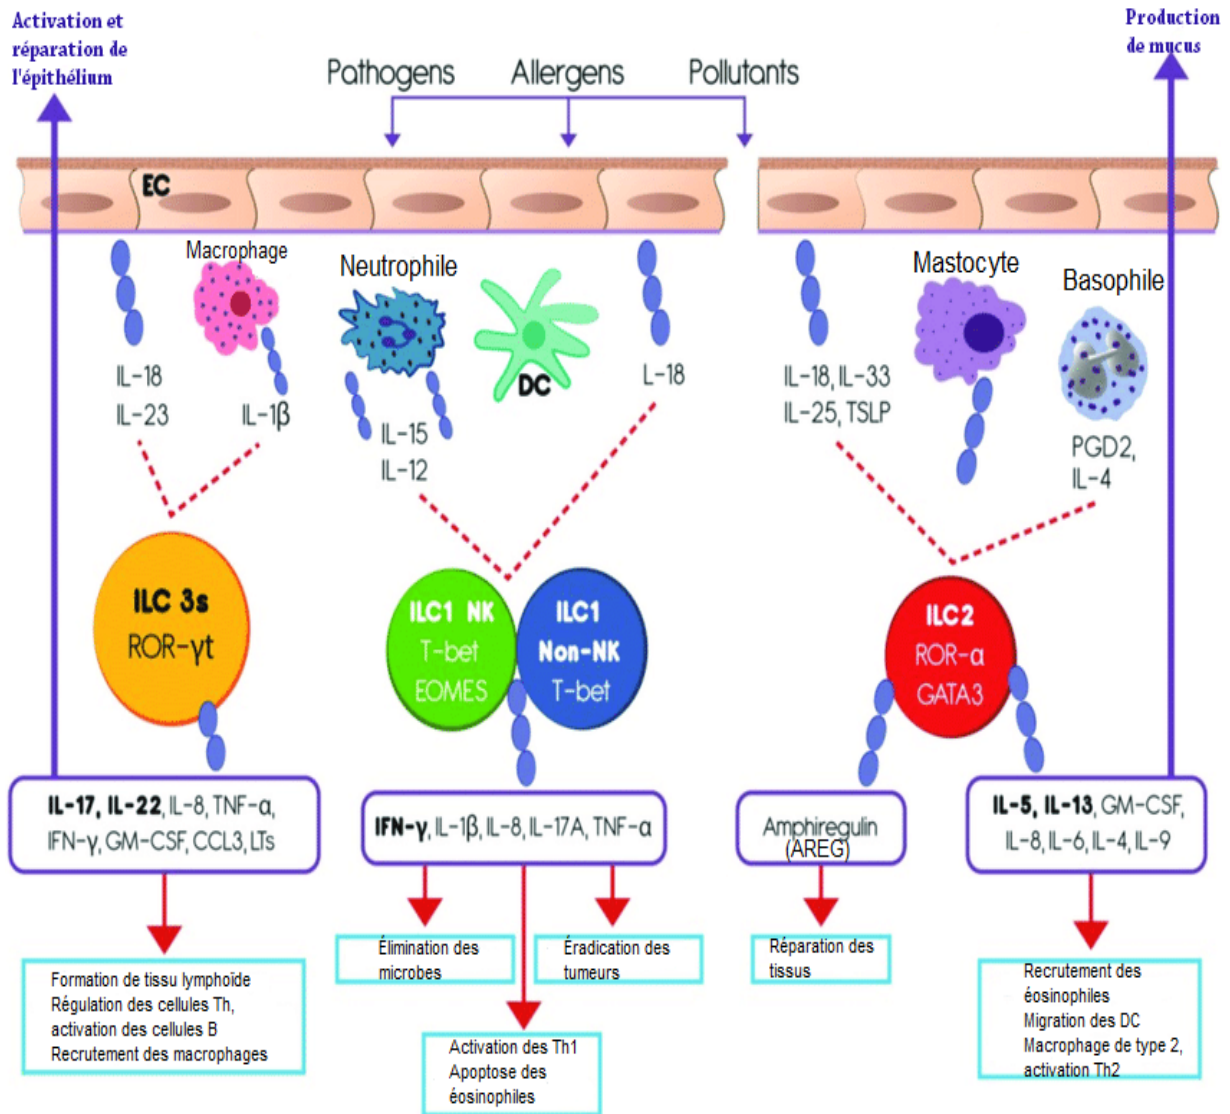 Activation et
réparation de
l'épithélium
Production
de mucus
Pathogens Allergens Pollutants
EC
Macrophage
Neutrophile
DC
Mastocyte
Basophile
IL-18
IL-23
IL-1β
IL-15
IL-12
L-18
IL-18, IL-33
IL-25, TSLP
PGD2,
IL-4
ILC 3s
ROR-γt
ILC1 NK
T-bet
EOMES
ILC1
Non-NK
T-bet
ILC2
ROR-α
GATA3
IL-17, IL-22, IL-8, TNF-α,
IFN-γ, GM-CSF, CCL3, LTs
IFN-γ, IL-1β, IL-8, IL-17A, TNF-α
Amphiregulin
(AREG)
IL-5, IL-13, GM-CSF,
IL-8, IL-6, IL-4, IL-9
Formation de tissu lymphoïde
Régulation des cellules Th,
activation des cellules B
Recrutement des macrophages
Élimination des
microbes
Éradication des
tumeurs
Activation des Th1
Apoptose des
éosinophiles
Réparation des
tissus
Recrutement des
éosinophiles
Migration des DC
Macrophage de type 2,
activation Th2